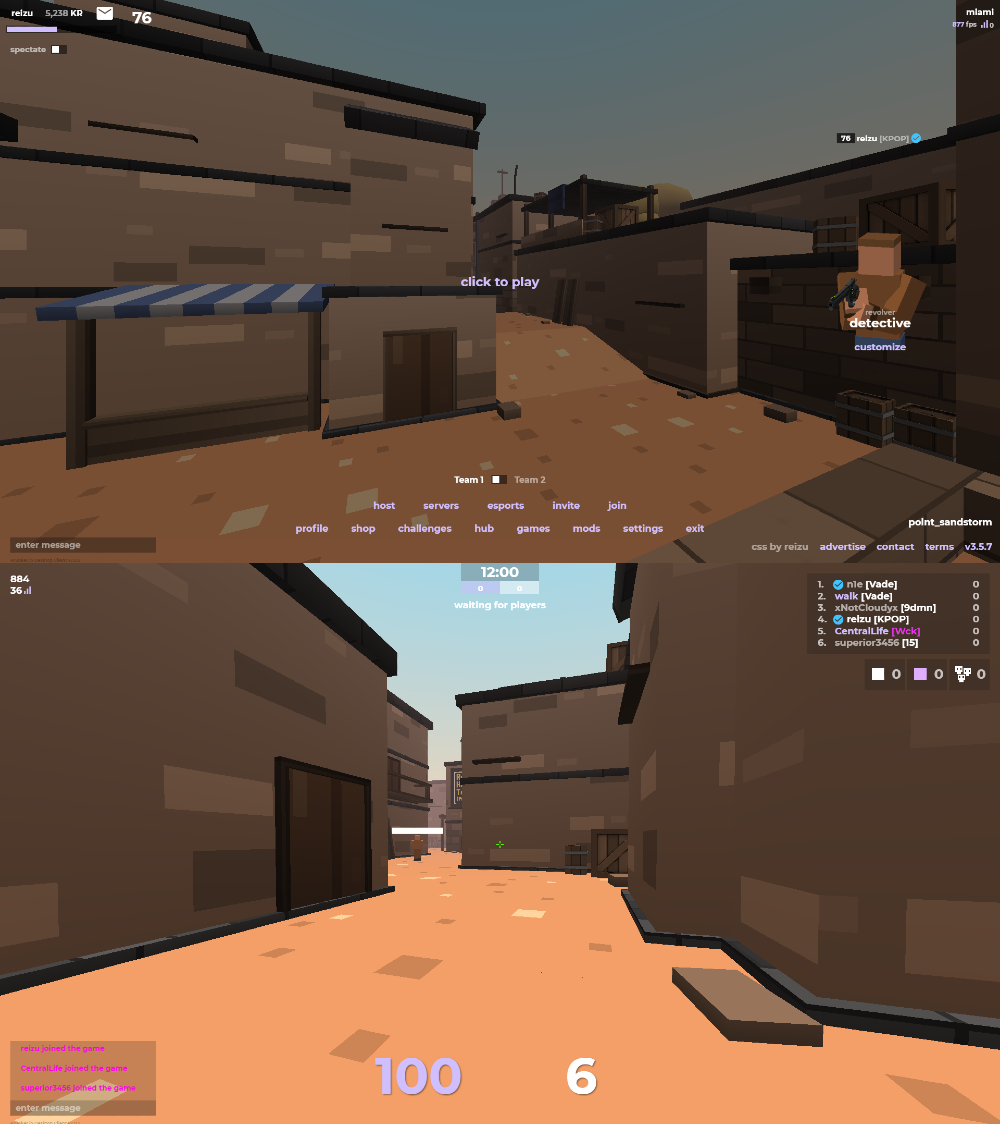 reizu 5,238 KR 76
miami
877 fps 0
spectate
76 reizu [KPOP]
click to play
revolver
detective
customize
Team 1 Team 2
host servers esports invite join
profile shop challenges hub games mods settings exit
point_sandstorm
enter message
css by reizu advertise contact terms v3.5.7
884
36
12:00
0 0
waiting for players
1. n1e [Vade] 0
2. walk [Vade] 0
3. xNotCloudyx [9dmn] 0
4. reizu [KPOP] 0
5. CentralLife [Wck] 0
6. superior3456 [15] 0
0 0 0
reizu joined the game
CentralLife joined the game
superior3456 joined the game
enter message
100 6